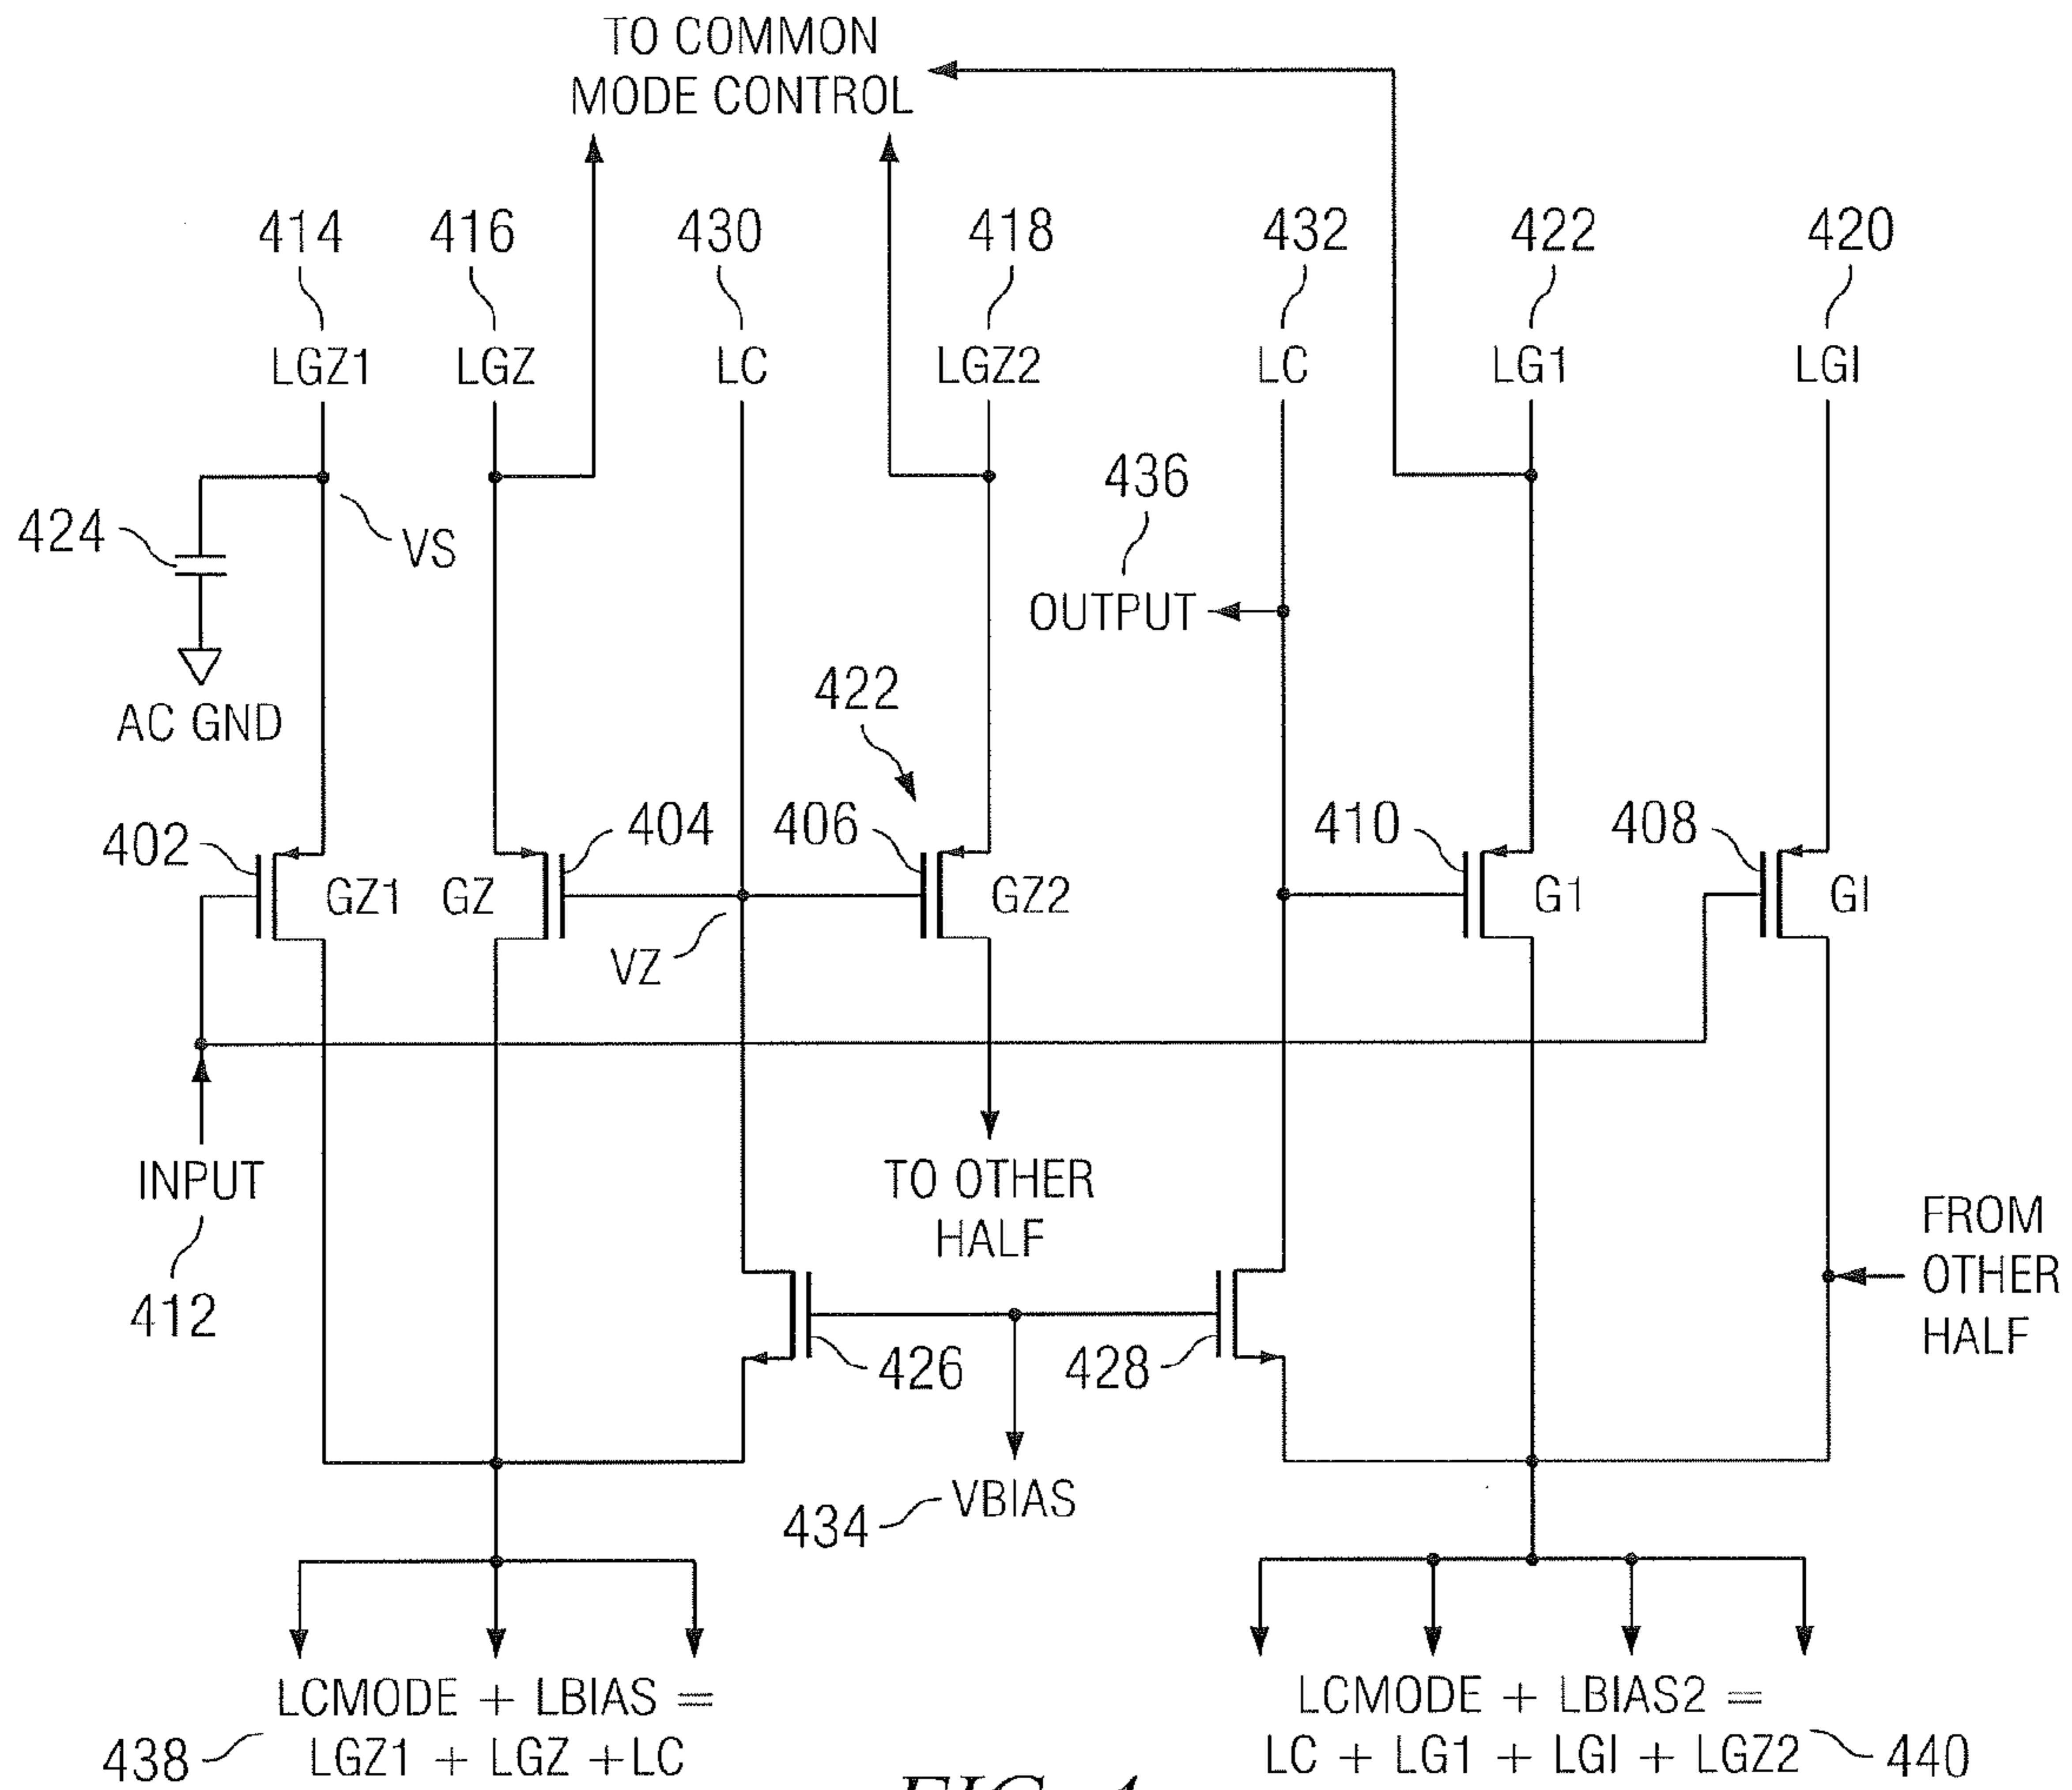 TO COMMON
MODE CONTROL
414
416
430
418
432
422
420
LGZ1
LGZ
LC
LGZ2
LC
LG1
LGI
436
424
VS
OUTPUT
AC GND
422
402
404
406
410
408
GZ1
GZ
GZ2
G1
GI
VZ
INPUT
412
TO OTHER
HALF
FROM
OTHER
HALF
426
428
VBIAS
434
LCMODE + LBIAS =
LGZ1 + LGZ +LC
438
LCMODE + LBIAS2 =
LC + LG1 + LGI + LGZ2
440